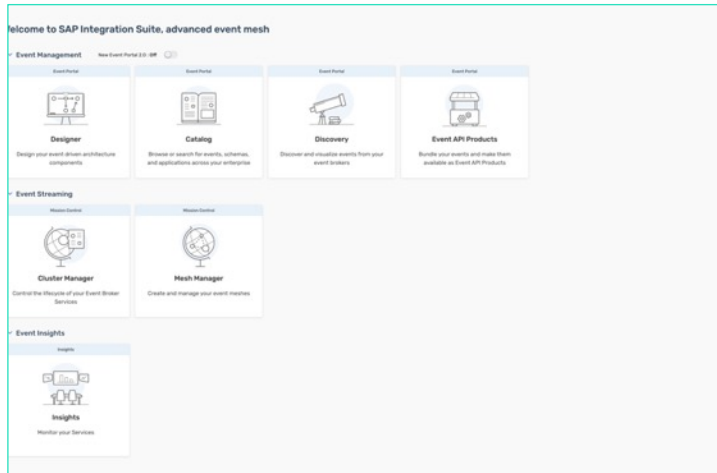 elcome to SAP Integration Suite, advanced event mesh
Event Management New Event Portal 2.0 : Off
Event Portal
Designer
Design your event driven architecture
components
Event Portal
Catalog
Browse or search for events, schemas,
and applications across your enterprise
Event Portal
Discovery
Discover and visualize events from your
event brokers
Event Portal
Event API Products
Bundle your events and make them
available as Event API Products
Event Streaming
Mission Control
Cluster Manager
Control the lifecycle of your Event Broker
Services
Mission Control
Mesh Manager
Create and manage your event meshes
Event Insights
Insights
Insights
Monitor your Services